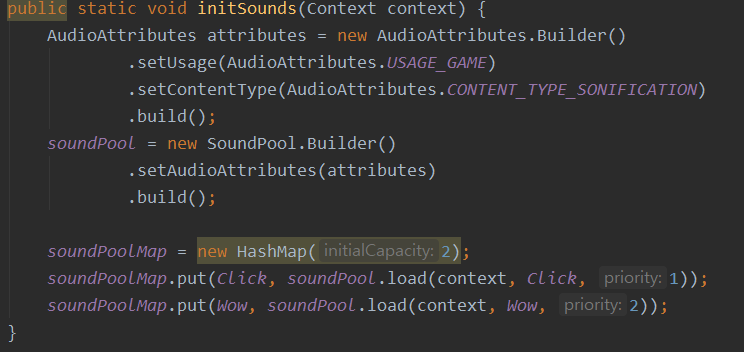 public static void initSounds(Context context) {
    AudioAttributes attributes = new AudioAttributes.Builder()
            .setUsage(AudioAttributes.USAGE_GAME)
            .setContentType(AudioAttributes.CONTENT_TYPE_SONIFICATION)
            .build();
    soundPool = new SoundPool.Builder()
            .setAudioAttributes(attributes)
            .build();

    soundPoolMap = new HashMap( initialCapacity: 2);
    soundPoolMap.put(Click, soundPool.load(context, Click, priority: 1));
    soundPoolMap.put(Wow, soundPool.load(context, Wow, priority: 2));
}